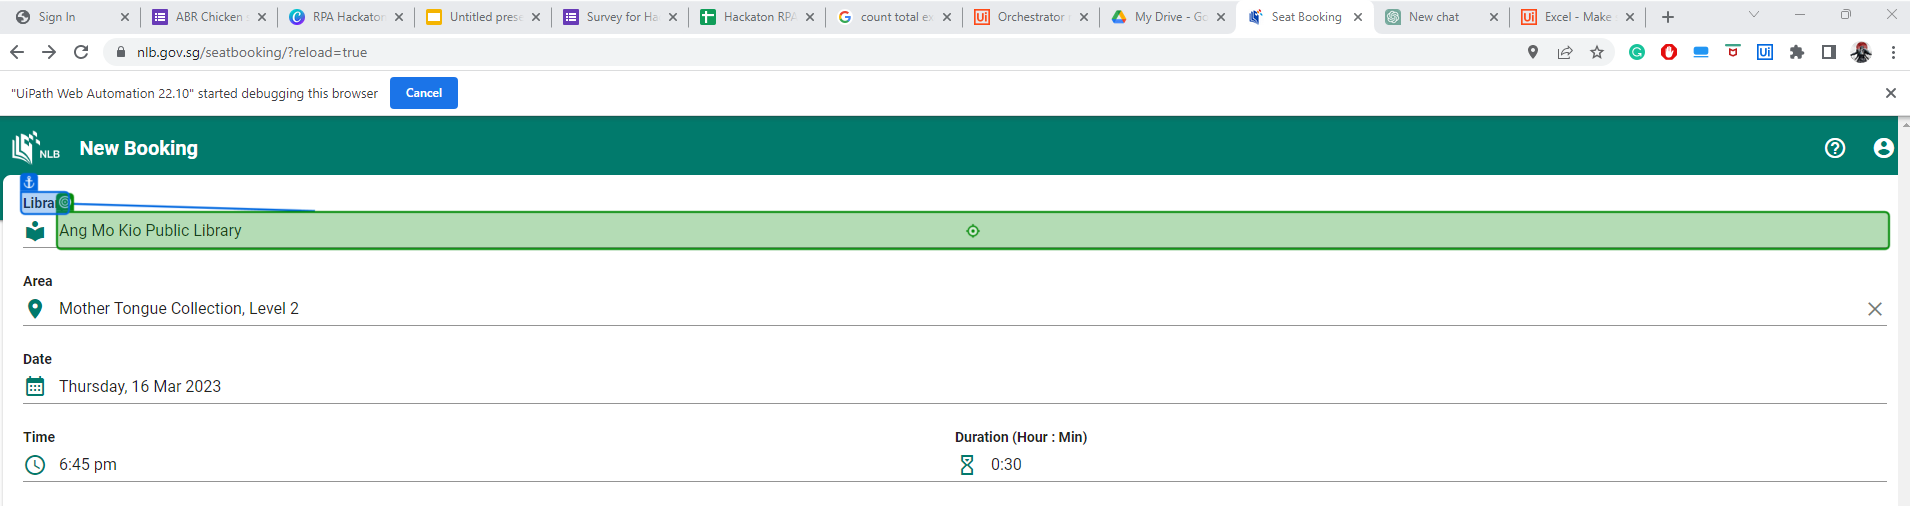 Sign In
ABR Chicken
RPA Hackaton
Untitled prese
Survey for Ha
Hackaton RPA
count total ex
Orchestrator
My Drive - Go
Seat Booking
New chat
Excel - Make
nlb.gov.sg/seatbooking/?reload=true
"UiPath Web Automation 22.10" started debugging this browser
Cancel
NLB
New Booking
Libra
Ang Mo Kio Public Library
Area
Mother Tongue Collection, Level 2
Date
Thursday, 16 Mar 2023
Time
Duration (Hour : Min)
6:45 pm
0:30